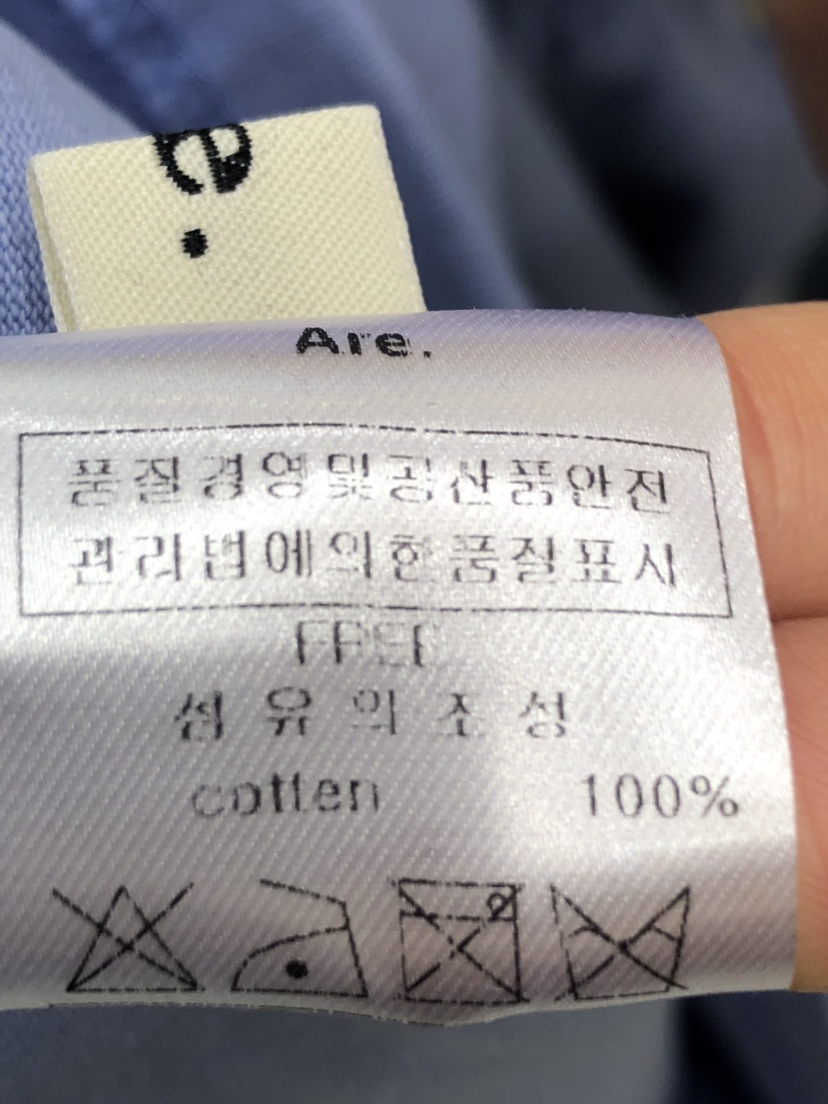 e.
Are.
품질경영및공산품안전
관리법에의한품질표시
FREE
섬유의조성
cotten 100%